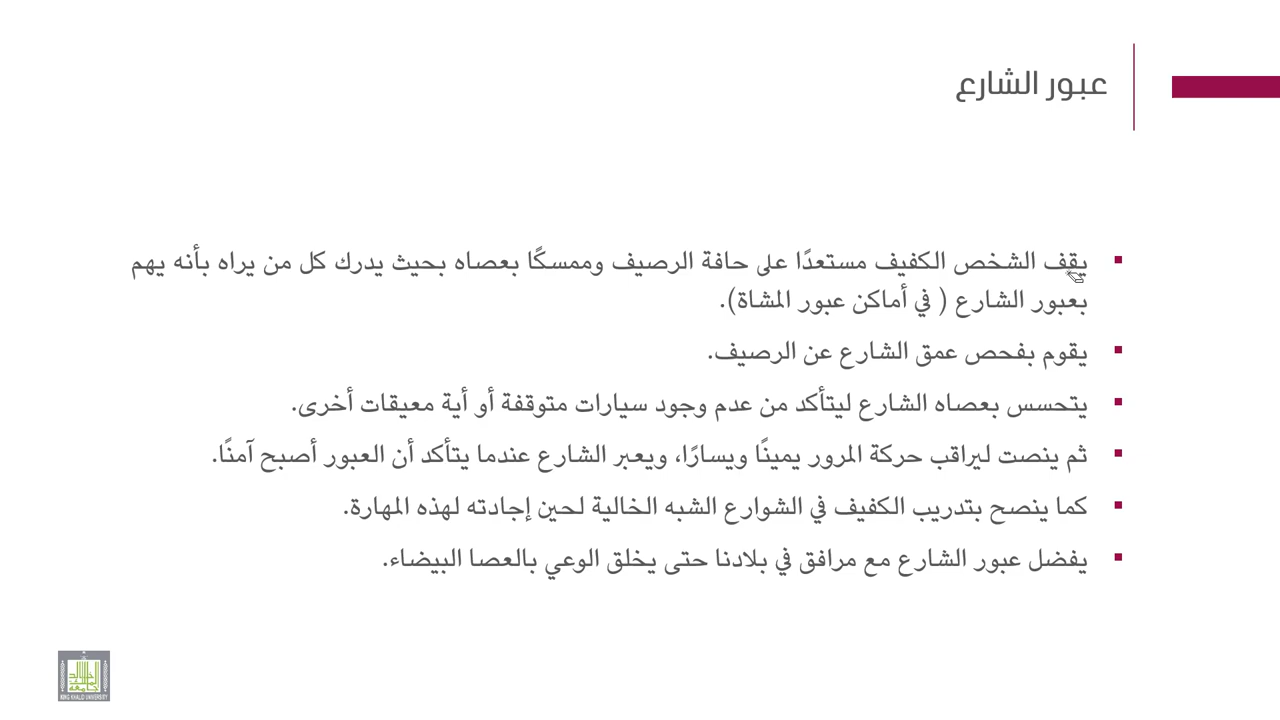 عبور الشارع
يقف الشخص الكفيف مستعدًا على حافة الرصيف وممسكًا بعصاه بحيث يدرك كل من يراه بأنه يهم
بعبور الشارع ( في أماكن عبور المشاة).
يقوم بفحص عمق الشارع عن الرصيف.
يتحسس بعصاه الشارع ليتأكد من عدم وجود سيارات متوقفة أو أية معيقات أخرى.
ثم ينصت ليراقب حركة المرور يمينًا ويسارًا، ويعبر الشارع عندما يتأكد أن العبور أصبح آمنًا.
كما ينصح بتدريب الكفيف في الشوارع الشبه الخالية لحين إجادته لهذه المهارة.
يفضل عبور الشارع مع مرافق في بلادنا حتى يخلق الوعي بالعصا البيضاء.
KING KHALID UNIVERSITY